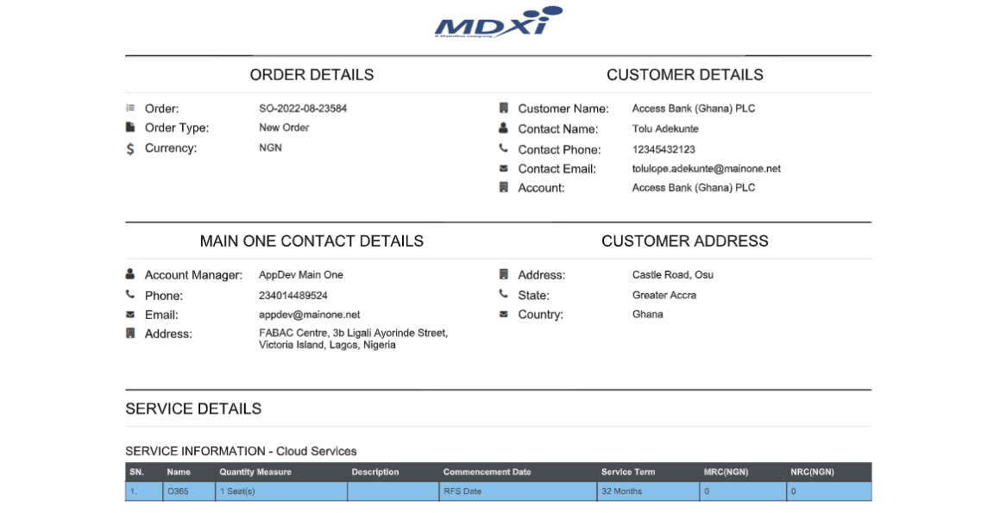 MDXi
A MainOne company
ORDER DETAILS
Order: SO-2022-08-23584
Order Type: New Order
Currency: NGN
CUSTOMER DETAILS
Customer Name: Access Bank (Ghana) PLC
Contact Name: Tolu Adekunte
Contact Phone: 12345432123
Contact Email: tolulope.adekunte@mainone.net
Account: Access Bank (Ghana) PLC
MAIN ONE CONTACT DETAILS
Account Manager: AppDev Main One
Phone: 234014489524
Email: appdev@mainone.net
Address: FABAC Centre, 3b Ligali Ayorinde Street,
Victoria Island, Lagos, Nigeria
CUSTOMER ADDRESS
Address: Castle Road, Osu
State: Greater Accra
Country: Ghana
SERVICE DETAILS
SERVICE INFORMATION - Cloud Services
SN. Name Quantity Measure Description Commencement Date Service Term MRC(NGN) NRC(NGN)
1. O365 1 Seat(s) RFS Date 32 Months 0 0